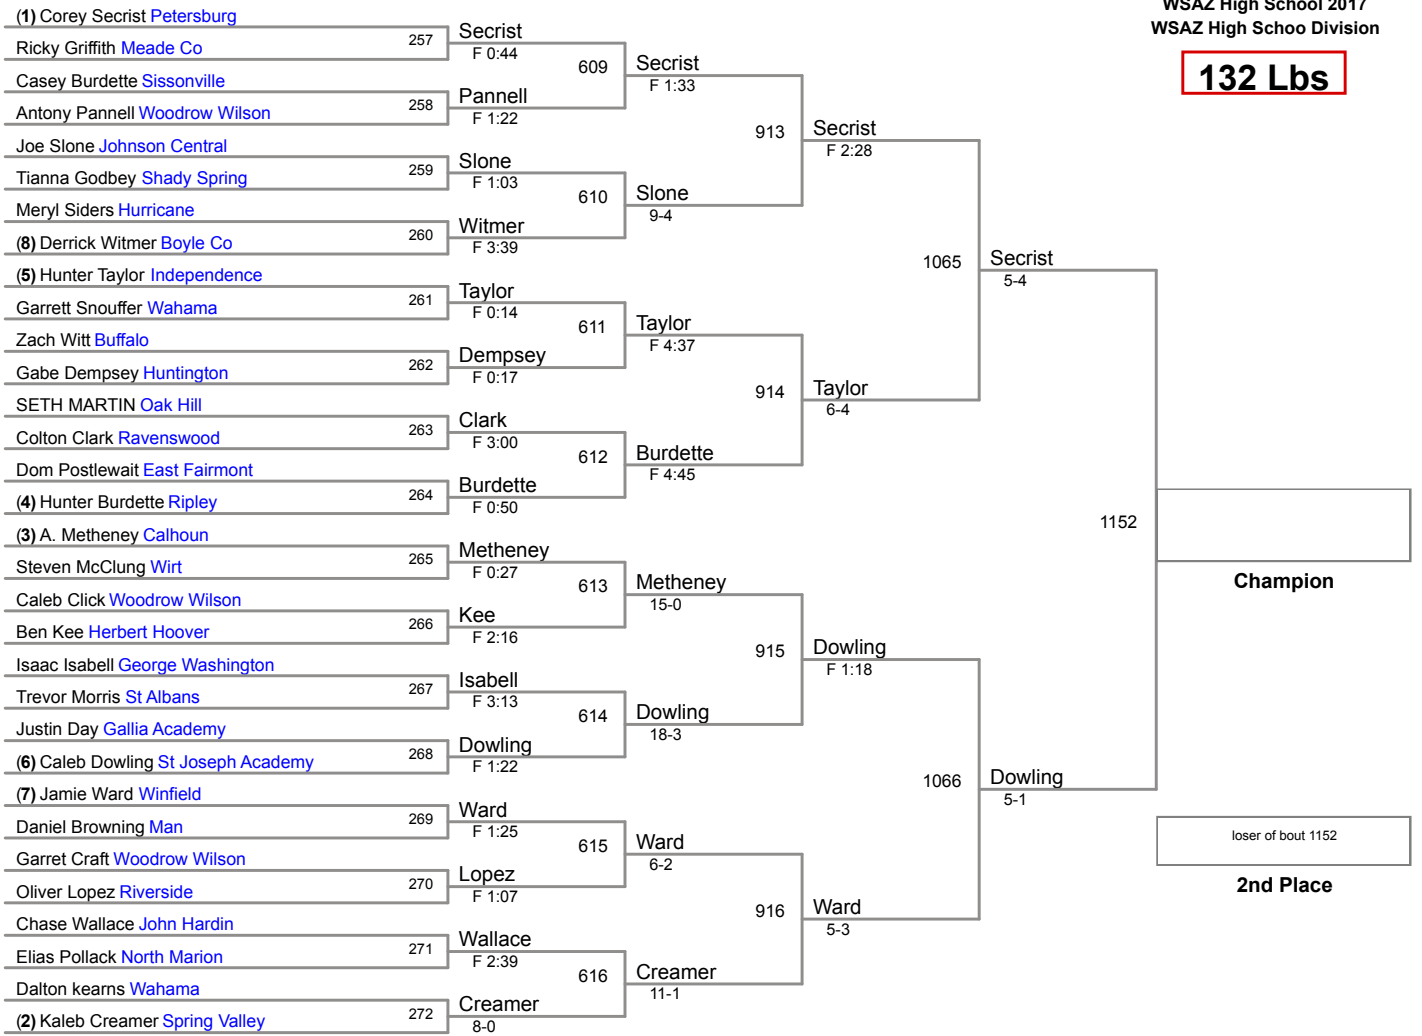 WSAZ High School 2017
WSAZ High Schoo Division
132 Lbs
(1) Corey Secrist Petersburg
Ricky Griffith Meade Co
Casey Burdette Sissonville
Antony Pannell Woodrow Wilson
Joe Slone Johnson Central
Tianna Godbey Shady Spring
Meryl Siders Hurricane
(8) Derrick Witmer Boyle Co
(5) Hunter Taylor Independence
Garrett Snouffer Wahama
Zach Witt Buffalo
Gabe Dempsey Huntington
SETH MARTIN Oak Hill
Colton Clark Ravenswood
Dom Postlewait East Fairmont
(4) Hunter Burdette Ripley
(3) A. Metheney Calhoun
Steven McClung Wirt
Caleb Click Woodrow Wilson
Ben Kee Herbert Hoover
Isaac Isabell George Washington
Trevor Morris St Albans
Justin Day Gallia Academy
(6) Caleb Dowling St Joseph Academy
(7) Jamie Ward Winfield
Daniel Browning Man
Garret Craft Woodrow Wilson
Oliver Lopez Riverside
Chase Wallace John Hardin
Elias Pollack North Marion
Dalton kearns Wahama
(2) Kaleb Creamer Spring Valley
257
258
259
260
261
262
263
264
265
266
267
268
269
270
271
272
Secrist
F 0:44
Pannell
F 1:22
Slone
F 1:03
Witmer
F 3:39
Taylor
F 0:14
Dempsey
F 0:17
Clark
F 3:00
Burdette
F 0:50
Metheney
F 0:27
Kee
F 2:16
Isabell
F 3:13
Dowling
F 1:22
Ward
F 1:25
Lopez
F 1:07
Wallace
F 2:39
Creamer
8-0
609
610
611
612
613
614
615
616
Secrist
F 1:33
Slone
9-4
Taylor
F 4:37
Burdette
F 4:45
Metheney
15-0
Dowling
18-3
Ward
6-2
Creamer
11-1
913
914
915
916
Secrist
F 2:28
Taylor
6-4
Dowling
F 1:18
Ward
5-3
1065
1066
Secrist
5-4
Dowling
5-1
1152
Champion
loser of bout 1152
2nd Place